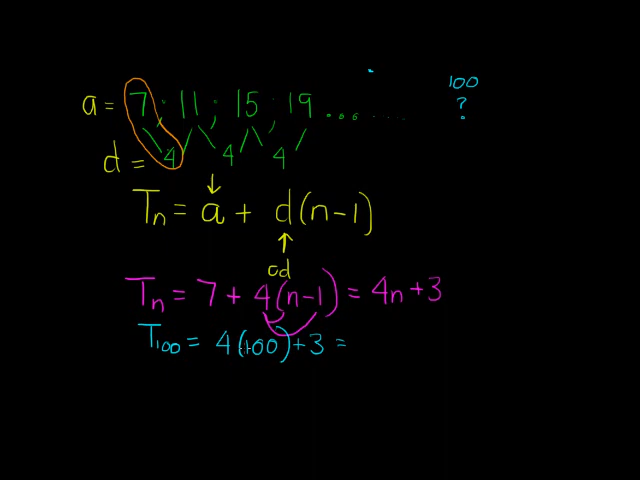 100
a = 7 ; 11 ; 15 ; 19 ........
?
d = 4 4 4
Tn = a + d(n-1)
od
Tn = 7 + 4(n-1) = 4n+3
T100 = 4(100)+3 =